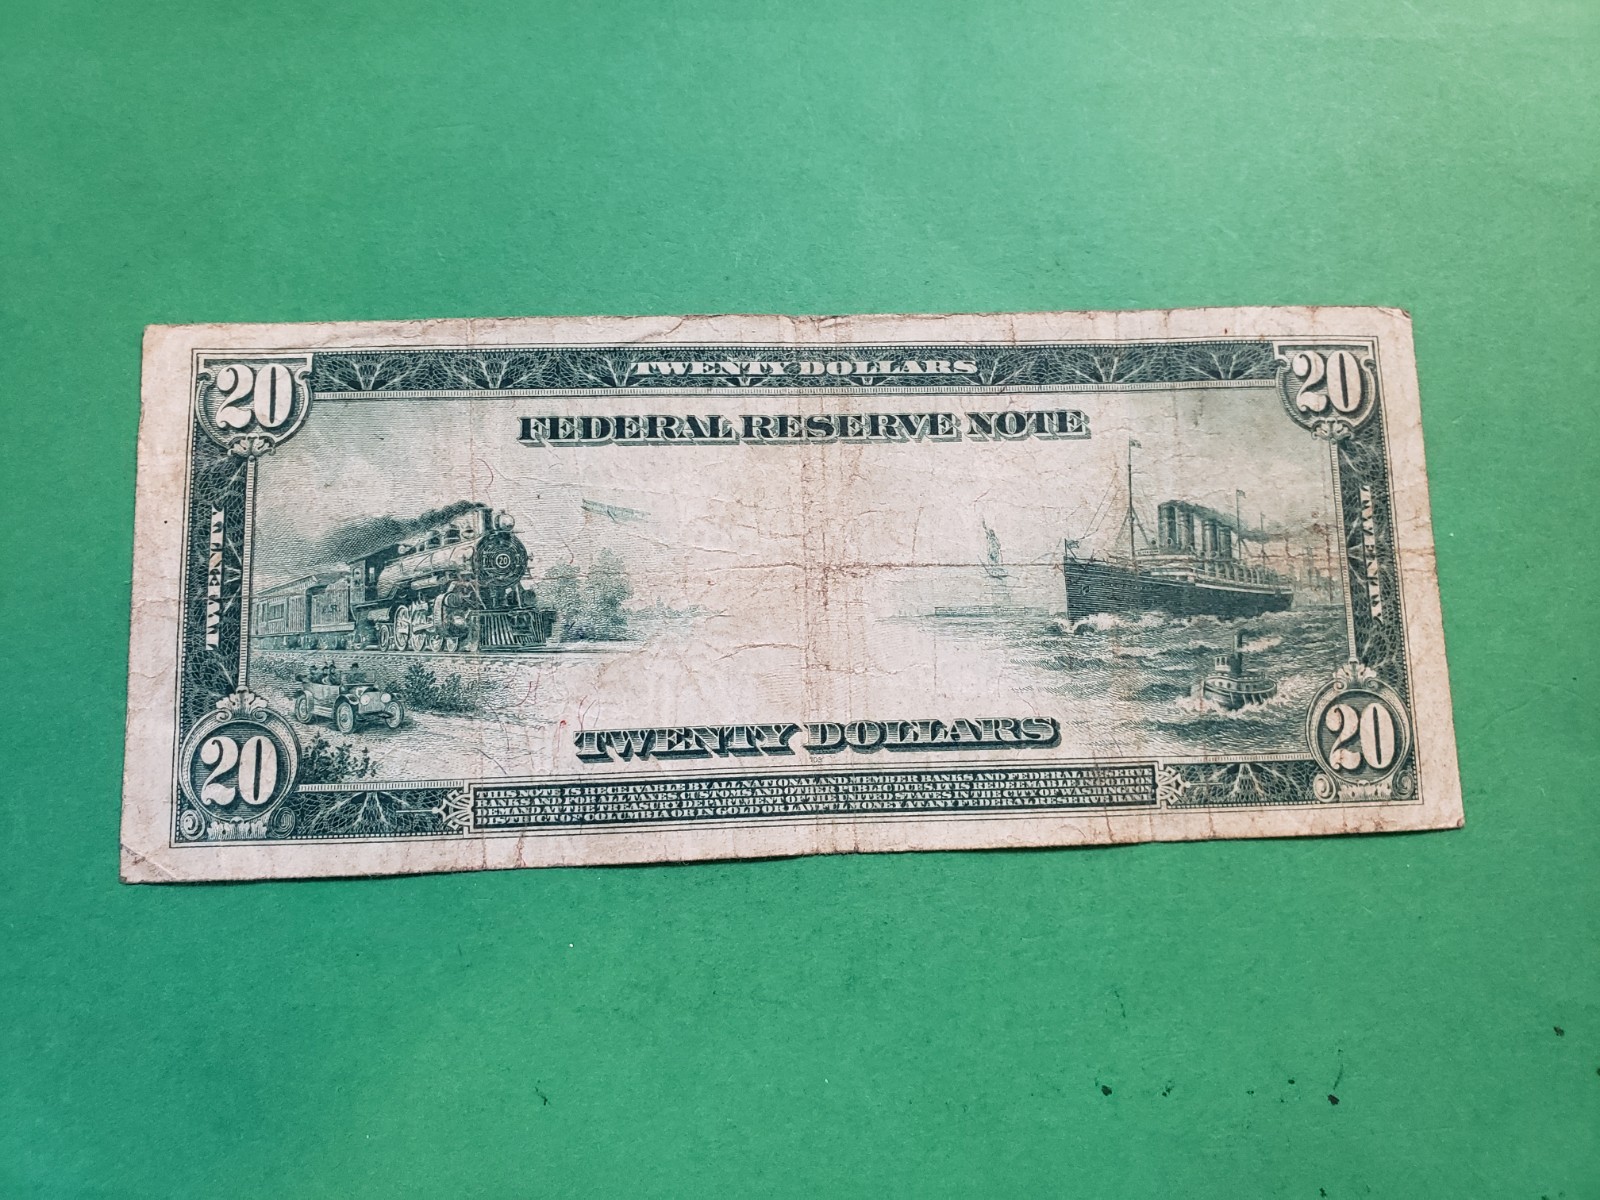 TWENTY DOLLARS
20
20
FEDERAL RESERVE NOTE
TWENTY
TWENTY
20
TWENTY DOLLARS
20
20
THIS NOTE IS RECEIVABLE BY ALL NATIONAL AND MEMBER BANKS AND FEDERAL RESERVE
BANKS AND FOR ALL TAXES, CUSTOMS AND OTHER PUBLIC DUES. IT IS REDEEMABLE IN GOLD ON
DEMAND AT THE TREASURY DEPARTMENT OF THE UNITED STATES IN THE CITY OF WASHINGTON
DISTRICT OF COLUMBIA OR IN GOLD OR LAWFUL MONEY AT ANY FEDERAL RESERVE BANK